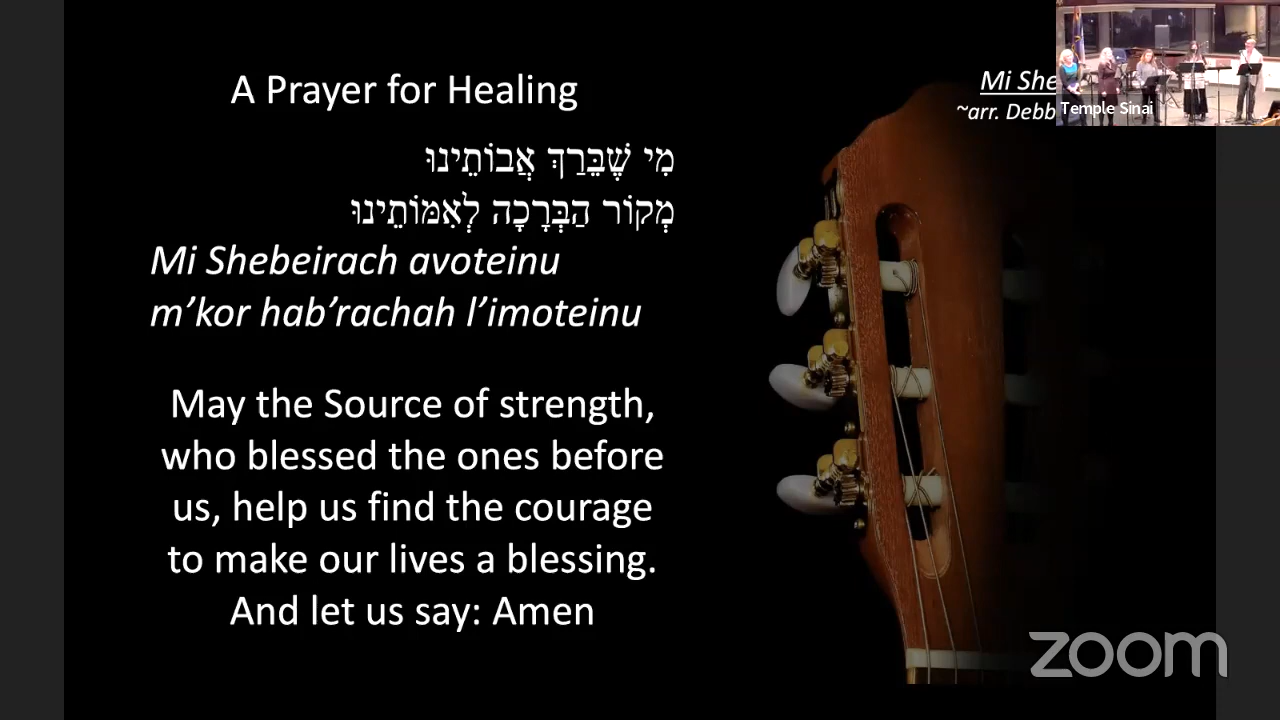 A Prayer for Healing
מִי שֶׁבֵּרַךְ אֲבוֹתֵינוּ
מְקוֹר הַבְּרָכָה לְאִמּוֹתֵינוּ
Mi Shebeirach avoteinu
m’kor hab’rachah l’imoteinu
May the Source of strength,
who blessed the ones before
us, help us find the courage
to make our lives a blessing.
And let us say: Amen
Mi She
~arr. Debb
Temple Sinai
zoom